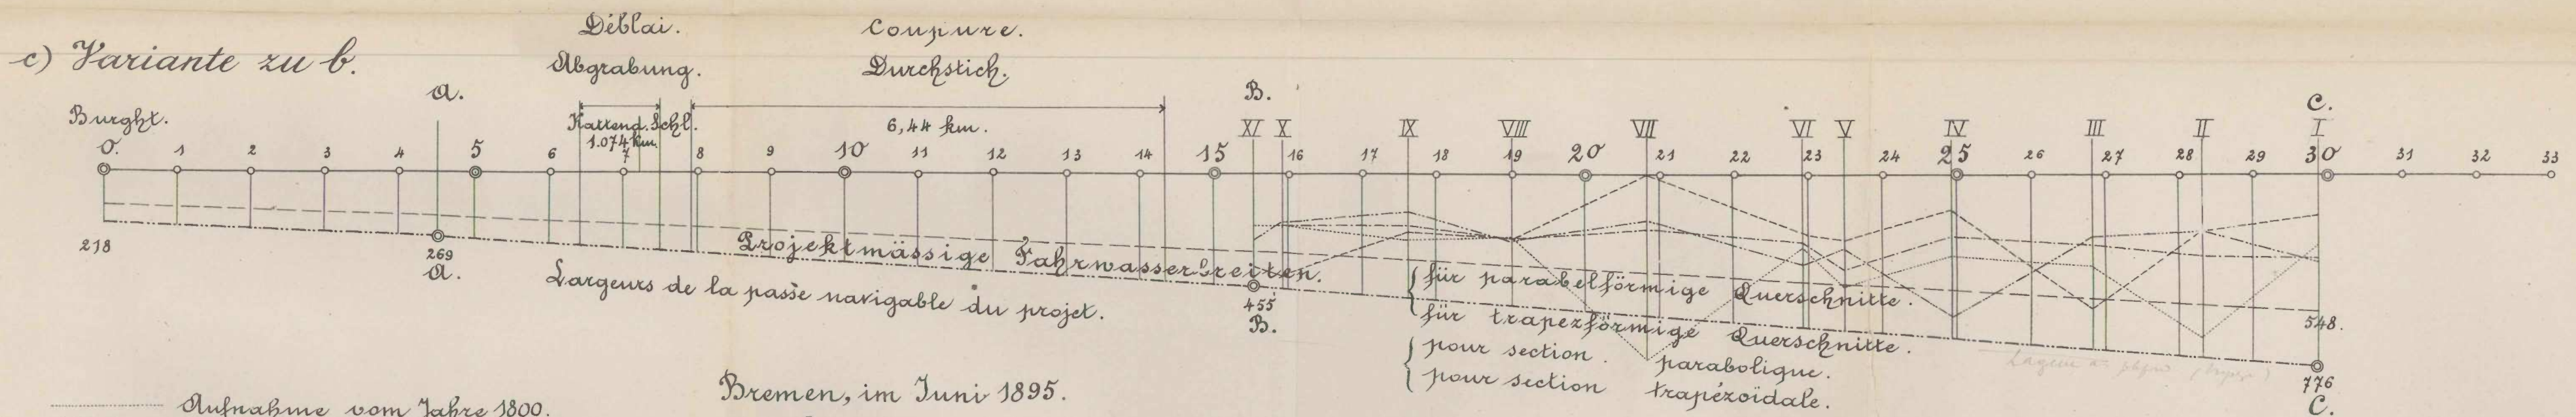 c) Variante zu b.
Déblai.
Abgrabung.
Coupure.
Durchstich.
Burght.
a.
Kattend. Schl.
1.074 km.
6,44 km.
B.
C.
XI X IX VIII VII VI V IV III II I
0. 1 2 3 4 5 6 7 8 9 10 11 12 13 14 15 16 17 18 19 20 21 22 23 24 25 26 27 28 29 30 31 32 33
218
269
a.
Projektmässige Fahrwasserbreiten.
Largeurs de la passe navigable du projet.
455
B.
für parabelförmige Querschnitte.
für trapezförmige Querschnitte.
pour section parabolique.
pour section trapézoïdale.
548.
776
C.
Bremen, im Juni 1895.
Aufnahme vom Jahre 1800.